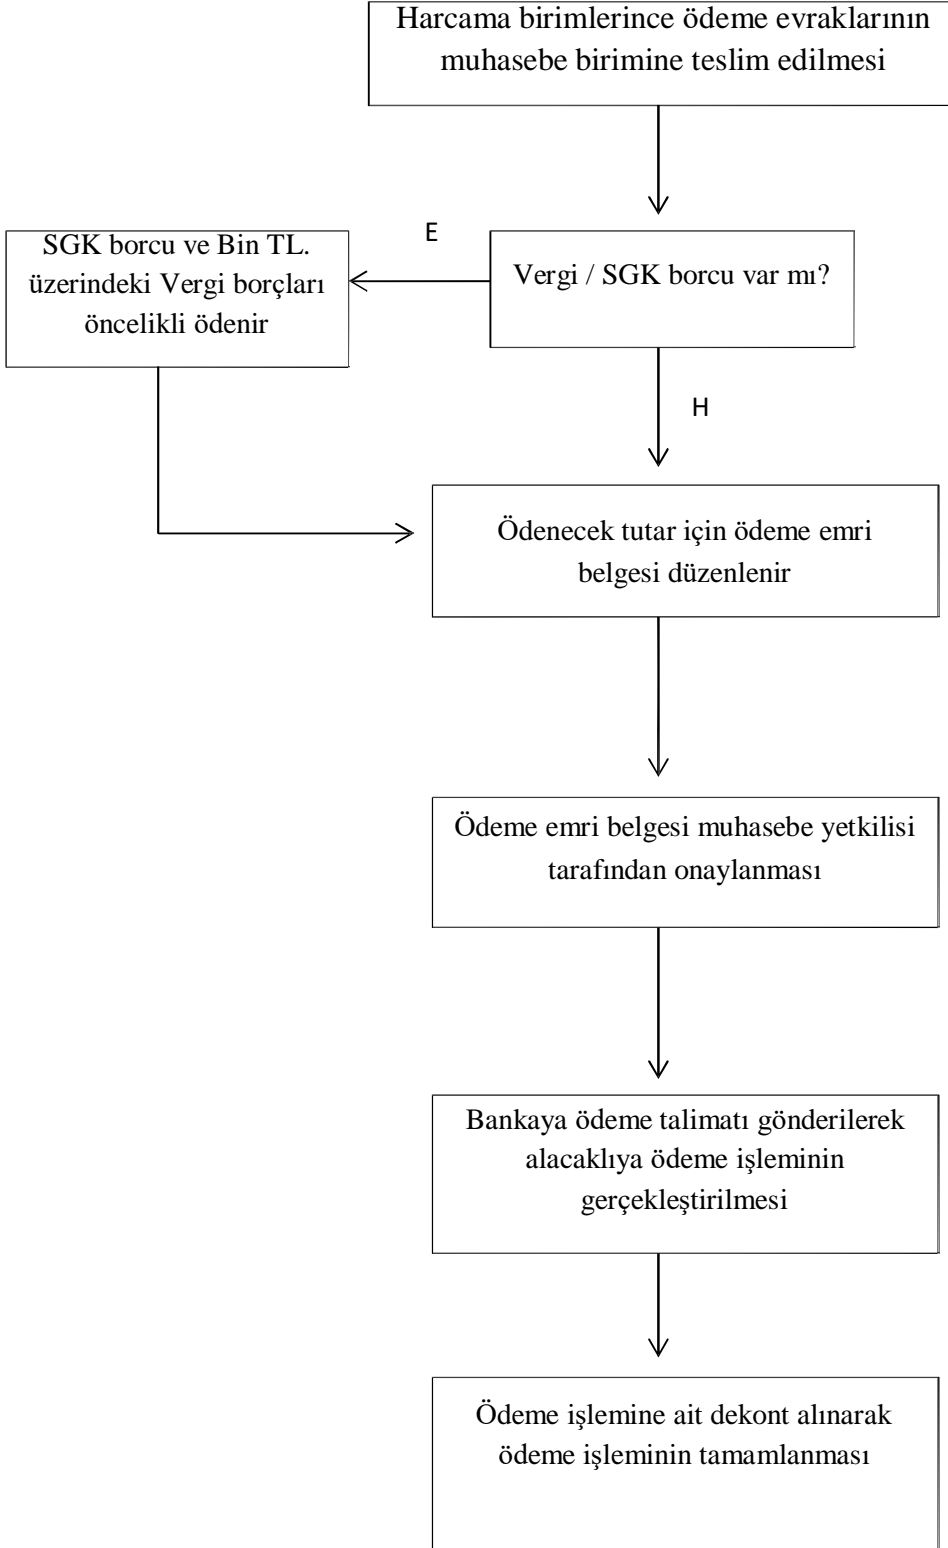 Harcama birimlerince ödeme evraklarının
muhasebe birimine teslim edilmesi
E
SGK borcu ve Bin TL.
üzerindeki Vergi borçları
öncelikli ödenir
Vergi / SGK borcu var mı?
H
Ödenecek tutar için ödeme emri
belgesi düzenlenir
Ödeme emri belgesi muhasebe yetkilisi
tarafından onaylanması
Bankaya ödeme talimatı gönderilerek
alacaklıya ödeme işleminin
gerçekleştirilmesi
Ödeme işlemine ait dekont alınarak
ödeme işleminin tamamlanması